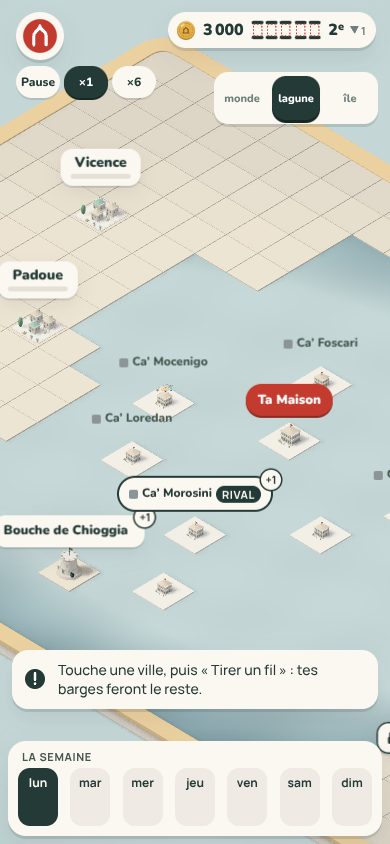 3 000 2ᵉ ▼1
Pause ×1 ×6
monde lagune île
Vicence
Padoue
Ca' Foscari
Ca' Mocenigo
Ta Maison
Ca' Loredan
+1
Ca' Morosini RIVAL
+1
Bouche de Chioggia
Touche une ville, puis « Tirer un fil » : tes
barges feront le reste.
LA SEMAINE
lun mar mer jeu ven sam dim